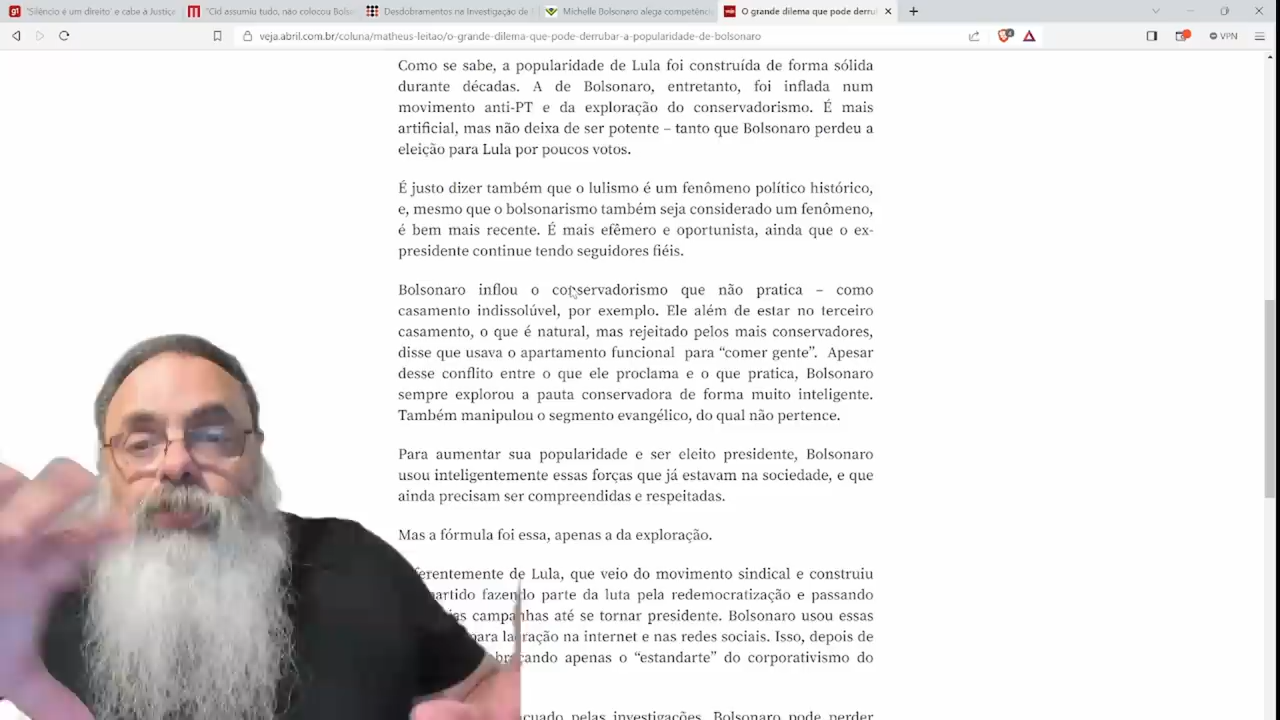 'Silêncio é um direito' e cabe à Justiça
"Cid assumiu tudo, não colocou Bolso
Desdobramentos na Investigação de
Michelle Bolsonaro alega competênci
O grande dilema que pode derrub
veja.abril.com.br/coluna/matheus-leitao/o-grande-dilema-que-pode-derrubar-a-popularidade-de-bolsonaro
VPN
Como se sabe, a popularidade de Lula foi construída de forma sólida
durante décadas. A de Bolsonaro, entretanto, foi inflada num
movimento anti-PT e da exploração do conservadorismo. É mais
artificial, mas não deixa de ser potente – tanto que Bolsonaro perdeu a
eleição para Lula por poucos votos.
É justo dizer também que o lulismo é um fenômeno político histórico,
e, mesmo que o bolsonarismo também seja considerado um fenômeno,
é bem mais recente. É mais efêmero e oportunista, ainda que o ex-
presidente continue tendo seguidores fiéis.
Bolsonaro inflou o conservadorismo que não pratica – como
casamento indissolúvel, por exemplo. Ele além de estar no terceiro
casamento, o que é natural, mas rejeitado pelos mais conservadores,
disse que usava o apartamento funcional para “comer gente”. Apesar
desse conflito entre o que ele proclama e o que pratica, Bolsonaro
sempre explorou a pauta conservadora de forma muito inteligente.
Também manipulou o segmento evangélico, do qual não pertence.
Para aumentar sua popularidade e ser eleito presidente, Bolsonaro
usou inteligentemente essas forças que já estavam na sociedade, e que
ainda precisam ser compreendidas e respeitadas.
Mas a fórmula foi essa, apenas a da exploração.
ferentemente de Lula, que veio do movimento sindical e construiu
artido fazendo parte da luta pela redemocratização e passando
as campanhas até se tornar presidente. Bolsonaro usou essas
para lacração na internet e nas redes sociais. Isso, depois de
braçando apenas o “estandarte” do corporativismo do
cuado pelas investigações, Bolsonaro pode perder